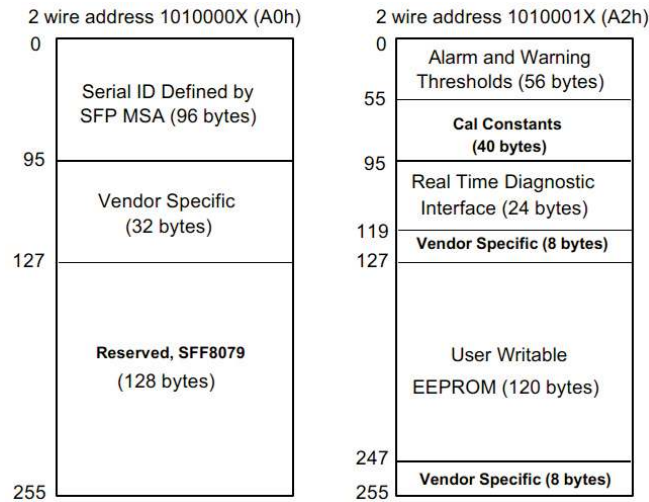 2 wire address 1010000X (A0h)
0
Serial ID Defined by
SFP MSA (96 bytes)
95
Vendor Specific
(32 bytes)
127
Reserved, SFF8079
(128 bytes)
255
2 wire address 1010001X (A2h)
0
Alarm and Warning
Thresholds (56 bytes)
55
Cal Constants
(40 bytes)
95
Real Time Diagnostic
Interface (24 bytes)
119
Vendor Specific (8 bytes)
127
User Writable
EEPROM (120 bytes)
247
Vendor Specific (8 bytes)
255